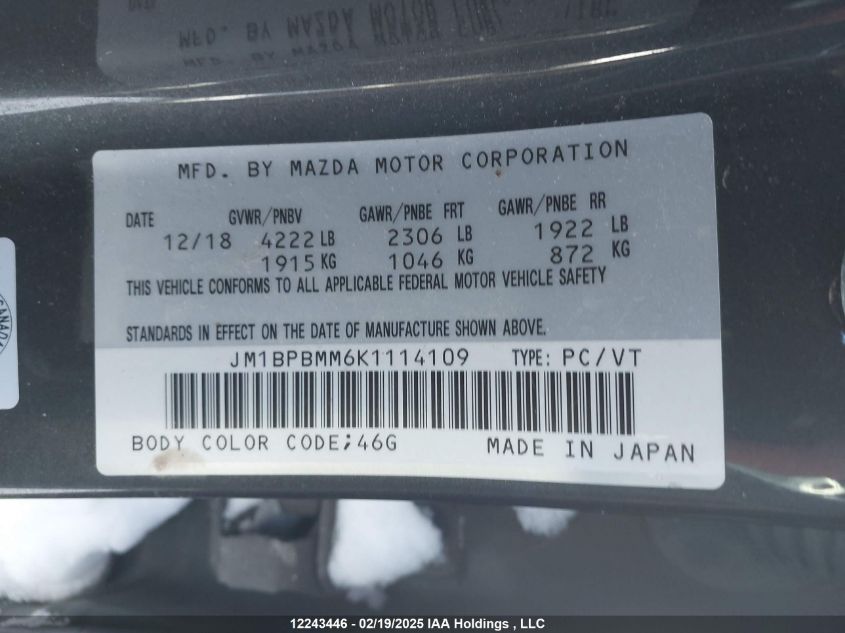 MFD. BY MAZDA MOTOR CORPORATION
DATE GVWR/PNBV GAWR/PNBE FRT GAWR/PNBE RR
12/18 4222 LB 2306 LB 1922 LB
1915 KG 1046 KG 872 KG
THIS VEHICLE CONFORMS TO ALL APPLICABLE FEDERAL MOTOR VEHICLE SAFETY
STANDARDS IN EFFECT ON THE DATE OF MANUFACTURE SHOWN ABOVE.
JM1BPBMM6K1114109 TYPE: PC/VT
BODY COLOR CODE;46G MADE IN JAPAN
CANADA
12243446 - 02/19/2025 IAA Holdings , LLC